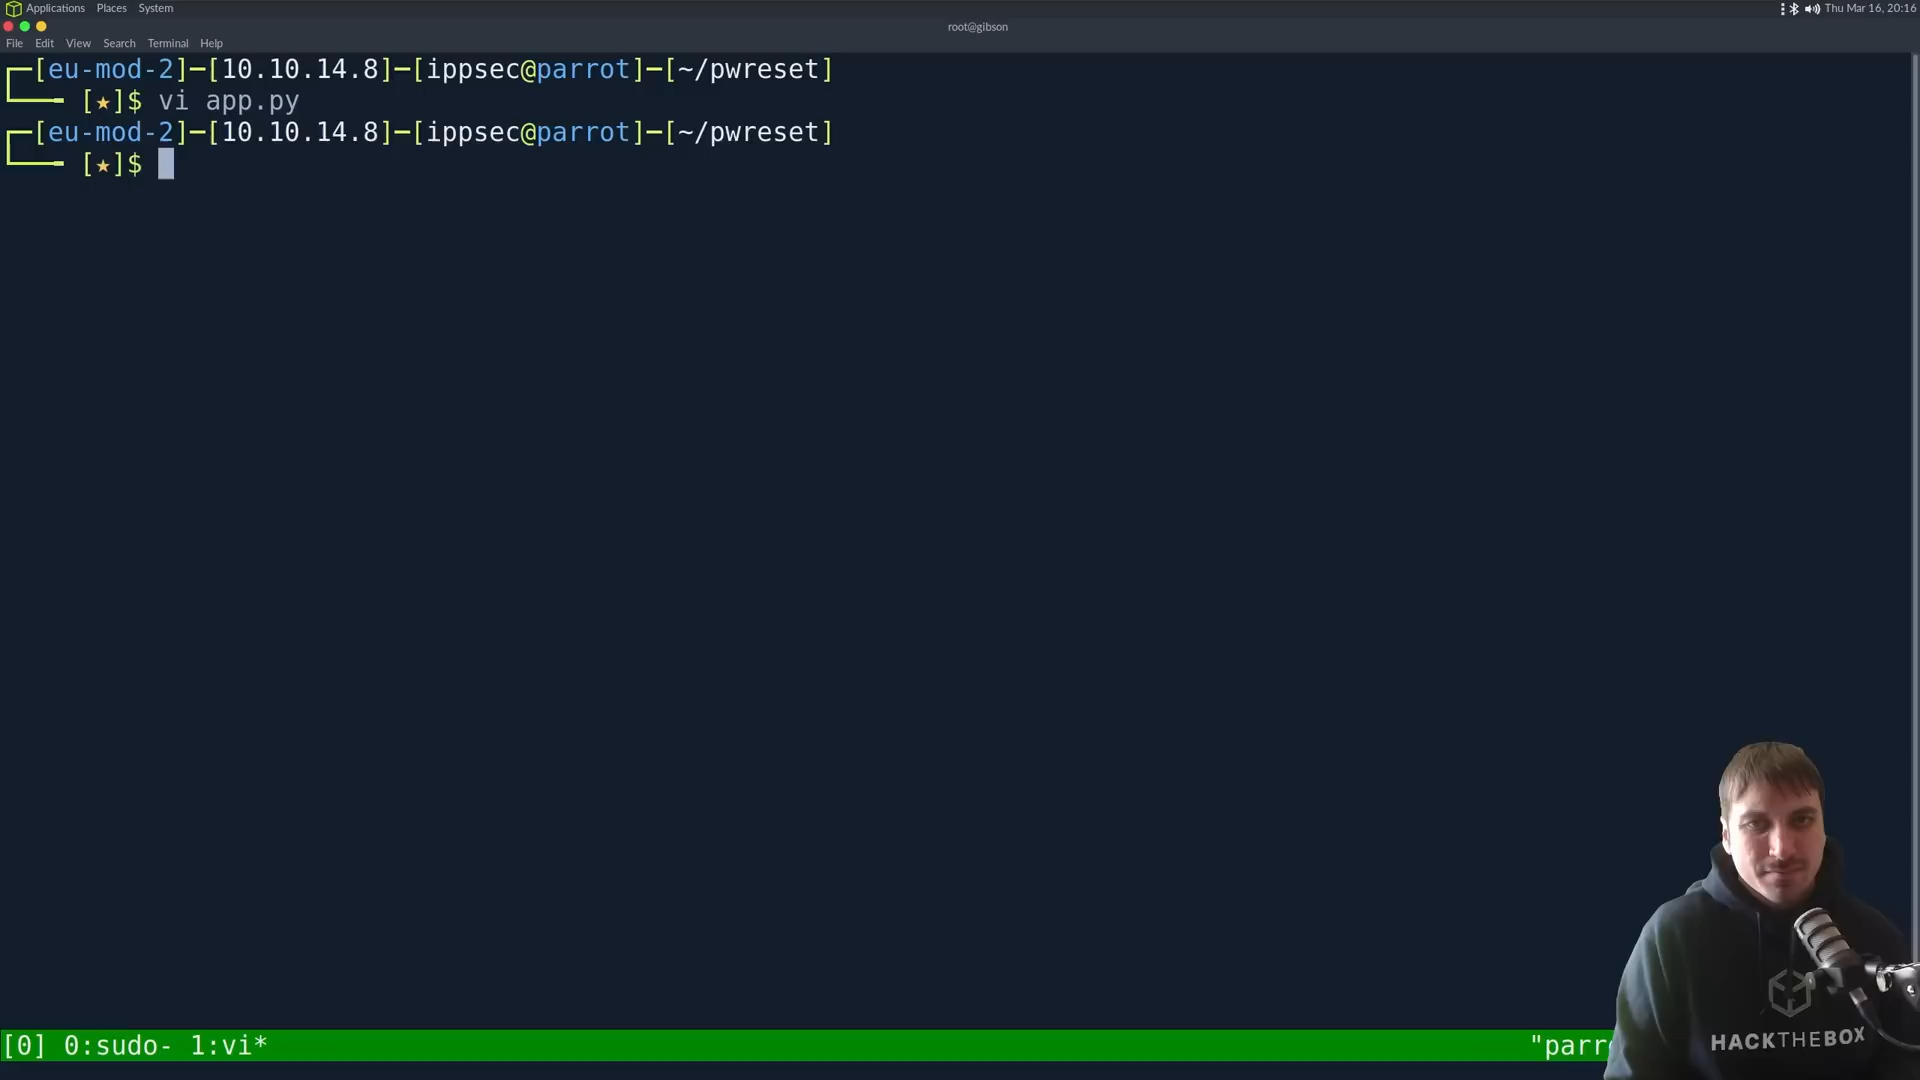 Applications Places System
Thu Mar 16, 20:16
root@gibson
File Edit View Search Terminal Help
┌─[eu-mod-2]─[10.10.14.8]─[ippsec@parrot]─[~/pwreset]
└──╼ [★]$ vi app.py
┌─[eu-mod-2]─[10.10.14.8]─[ippsec@parrot]─[~/pwreset]
└──╼ [★]$
[0] 0:sudo- 1:vi*
"parr
HACKTHEBOX